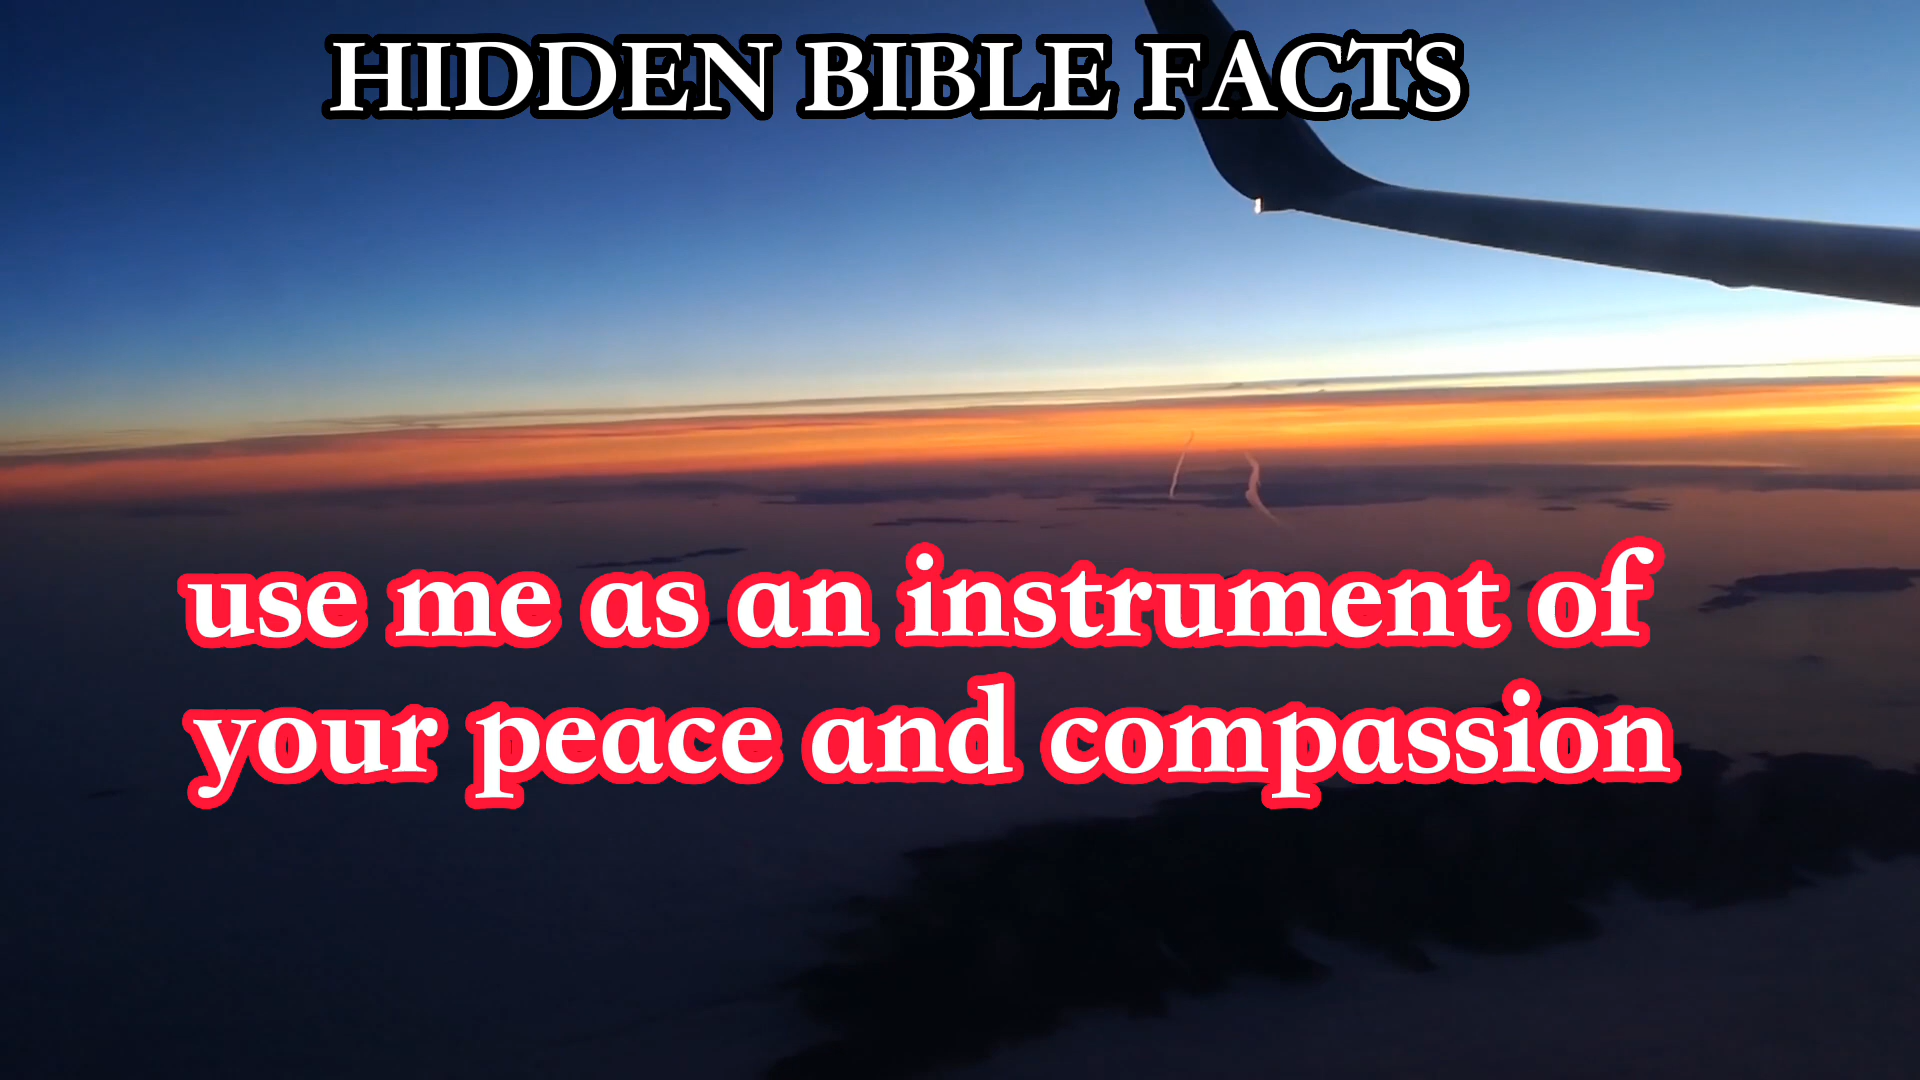 HIDDEN BIBLE FACTS
use me as an instrument of
your peace and compassion